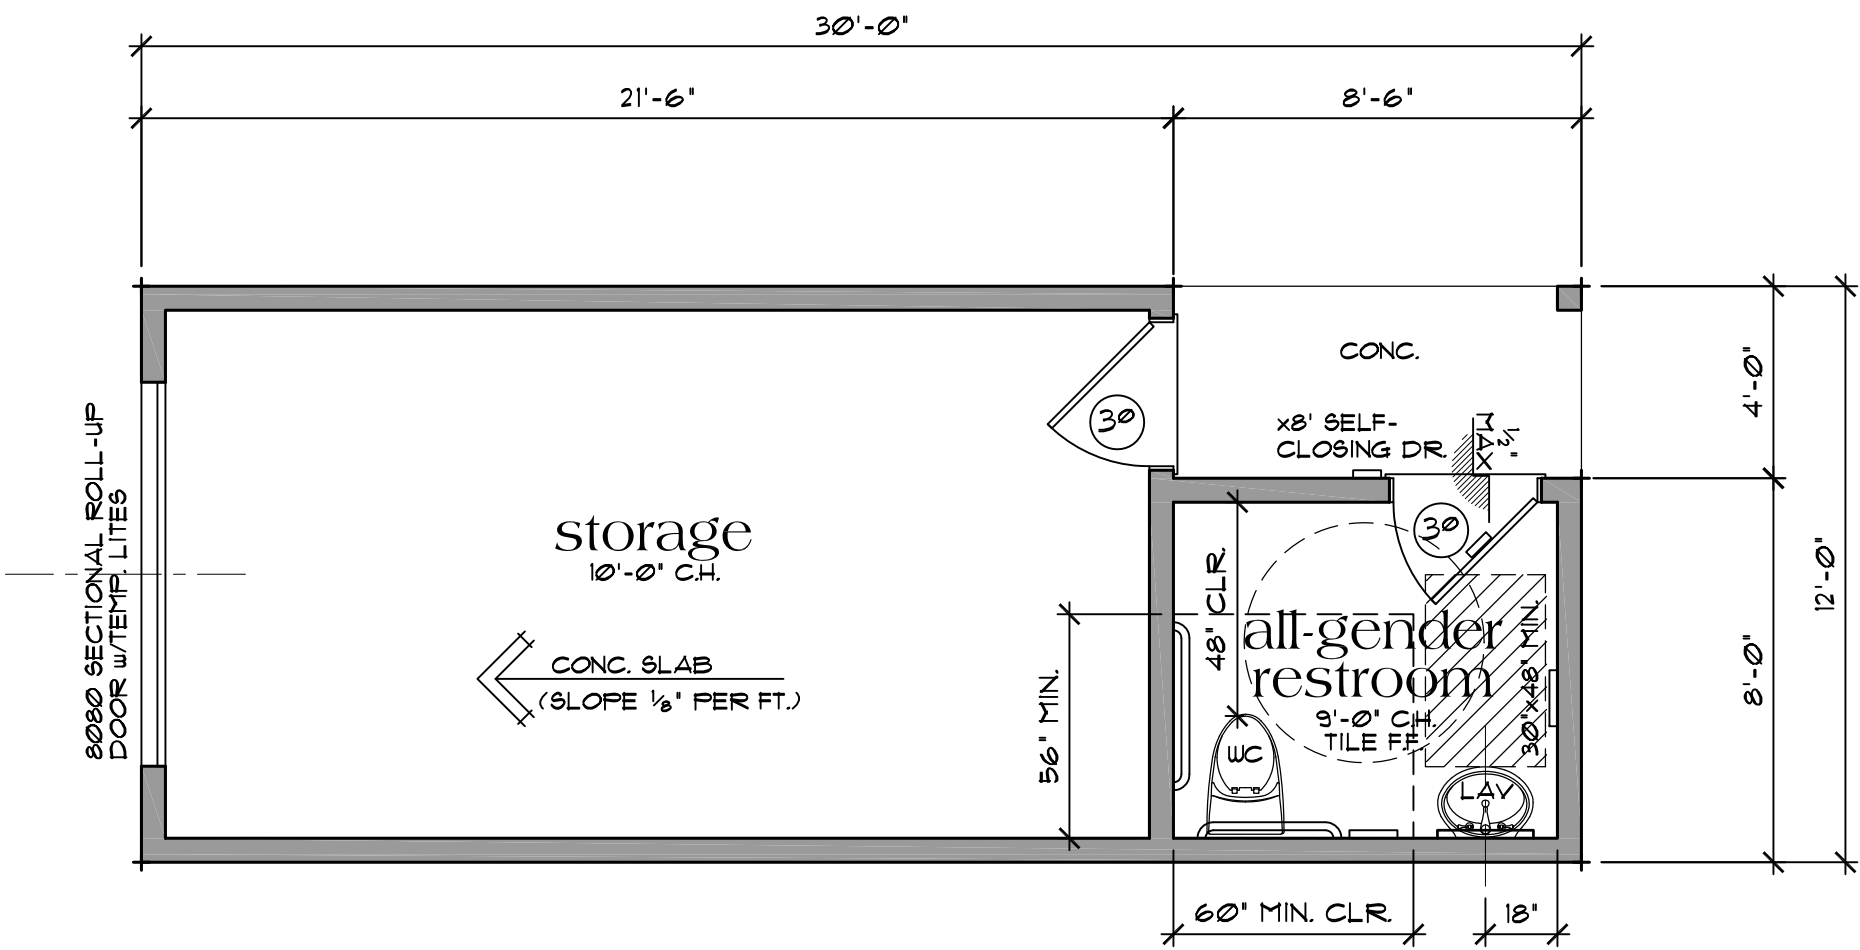 30'-0"
21'-6"
8'-6"
CONC.
4'-0"
x8' SELF-
CLOSING DR.
1/2"
MAX
30
30
8080 SECTIONAL ROLL-UP
DOOR w/TEMP. LITES
storage
10'-0" C.H.
CONC. SLAB
(SLOPE 1/8" PER FT.)
12'-0"
8'-0"
48" CLR.
56" MIN.
all-gender
restroom
9'-0" C.H.
TILE F.F.
30"x48" MIN.
WC
LAV
60" MIN. CLR.
18"